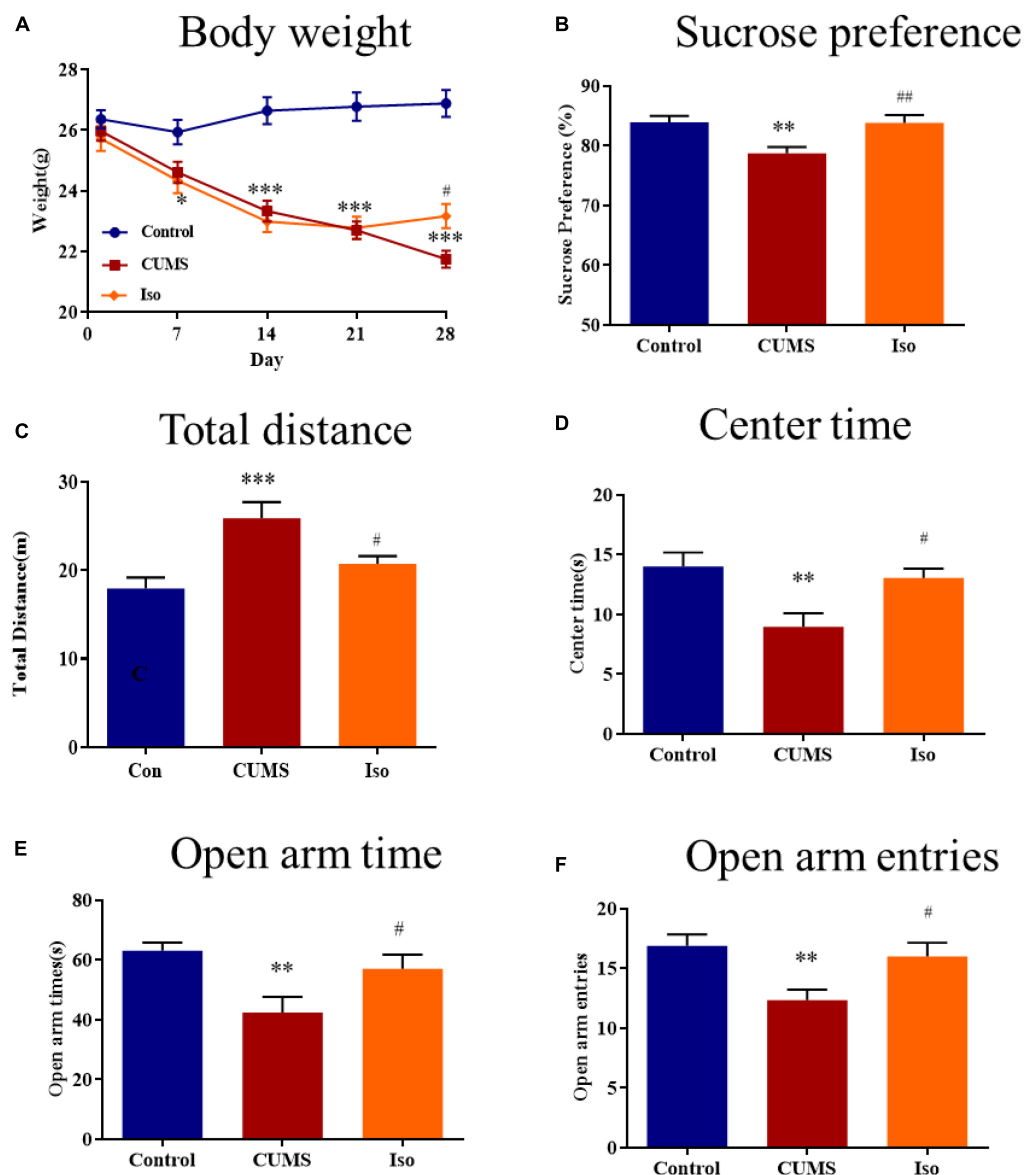 A
Body weight
28
26
24
22
20
Weight(g)
***
***
#
*
***
Control
CUMS
Iso
0
7
14
21
28
Day
B
Sucrose preference
90
80
70
60
50
Sucrose Preference (%)
**
##
Control
CUMS
Iso
C
Total distance
30
20
10
0
Total Distance(m)
***
#
C
Con
CUMS
Iso
D
Center time
20
15
10
5
0
Center time(s)
**
#
Control
CUMS
Iso
E
Open arm time
80
60
40
20
0
Open arm times(s)
**
#
Control
CUMS
Iso
F
Open arm entries
20
15
10
5
0
Open arm entries
**
#
Control
CUMS
Iso